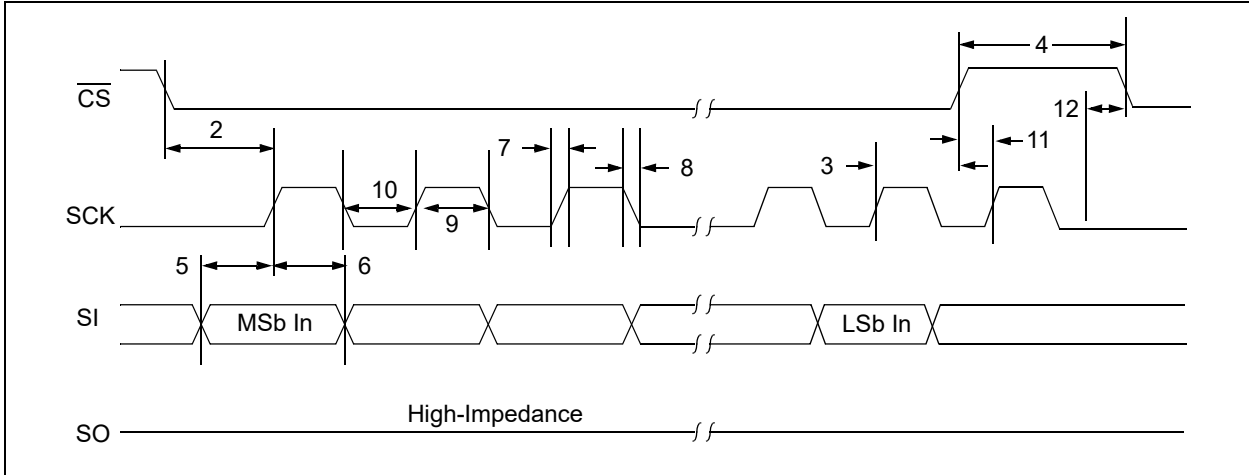 4
CS
12
2
7
11
8
3
10
SCK
9
5
6
SI
MSb In
LSb In
High-Impedance
SO